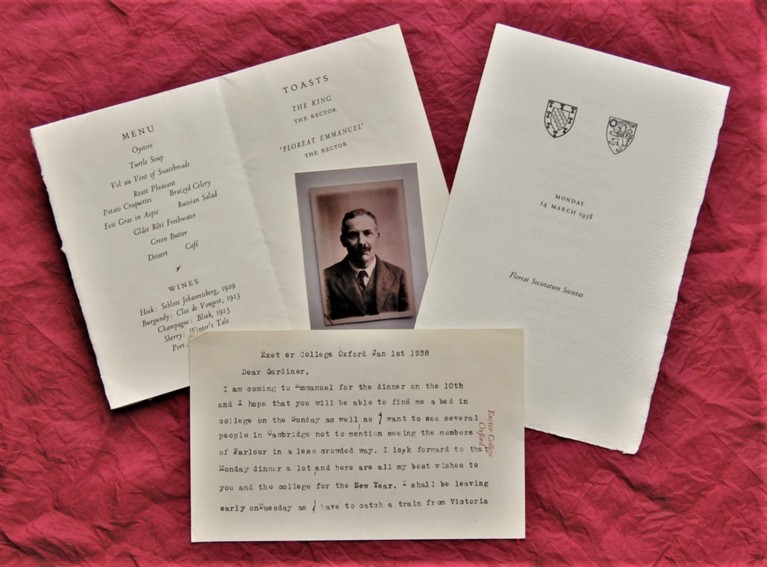 MENU
Oysters
Turtle Soup
Vol au Vent of Sweetbreads
Roast Pheasant
Potato Croquettes Braized Celery
Foie Gras in Aspic Russian Salad
Gldee Rôti Freshwater
Green Butter
Dessert Café
WINES
Hock: Schloss Johannisberg, 1919
Burgundy: Clos de Vougeot, 1923
Champagne: Block, 1923
Sherry: Winter's Tale
Port
TOASTS
THE KING
THE RECTOR
'FLOREAT EMMANUEL'
THE RECTOR
MONDAY
14 MARCH 1938
Floreat Societatum Societas
Exeter College Oxford Jan 1st 1938
Dear Gardiner,
I am coming to Emmanuel for the dinner on the 10th
and I hope that you will be able to find me a bed in
college on the Sunday as well as I want to see several
people in Cambridge not to mention seeing the members
of Parlour in a less crowded way. I look forward to that
Monday dinner a lot and here are all my best wishes to
you and the college for the New Year. I shall be leaving
early on Tuesday as I have to catch a train from Victoria
Exeter College
Oxford